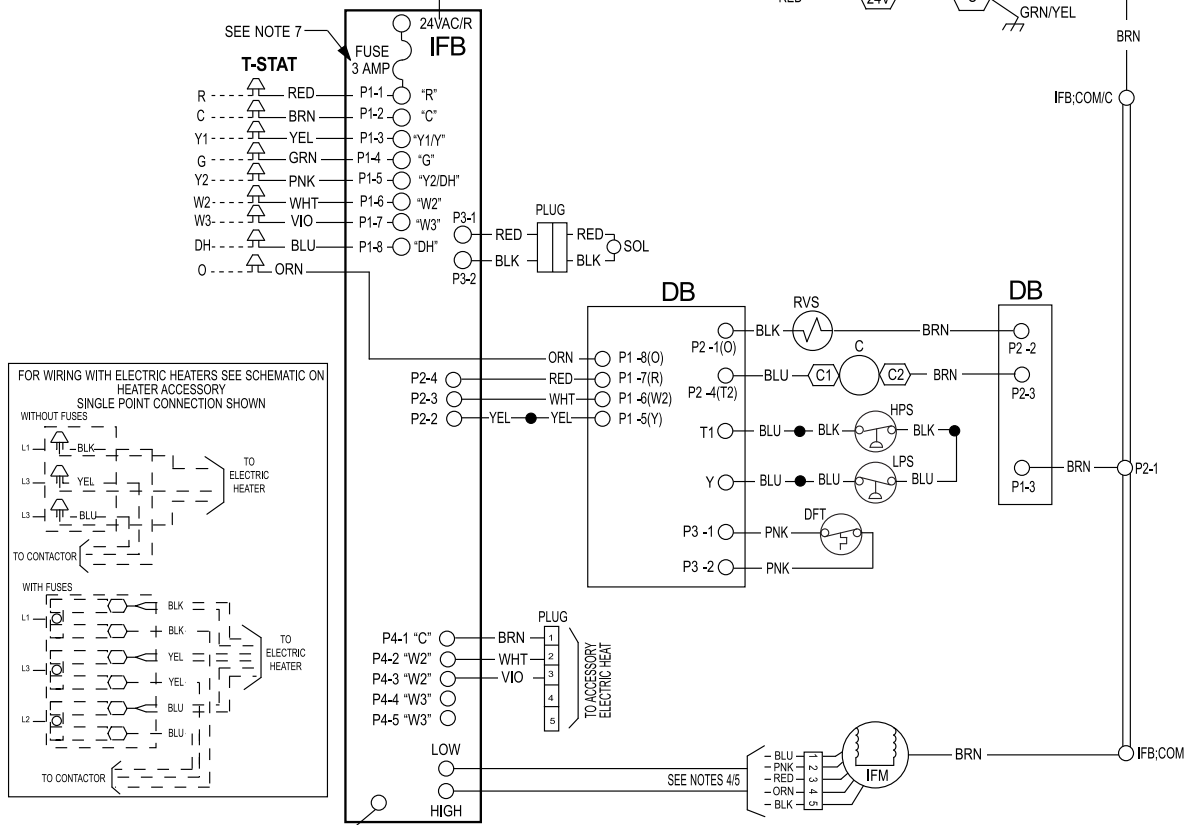 RED
24V
GRN/YEL
BRN
SEE NOTE 7
24VAC/R
IFB
FUSE
3 AMP
T-STAT
R RED P1-1 "R"
C BRN P1-2 "C"
Y1 YEL P1-3 "Y1/Y"
G GRN P1-4 "G"
Y2 PNK P1-5 "Y2/DH"
W2 WHT P1-6 "W2"
W3 VIO P1-7 "W3"
DH BLU P1-8 "DH"
O ORN
IFB;COM/C
P3-1 RED PLUG RED SOL
P3-2 BLK BLK
DB
DB
RVS
P2 -1(O) BLK BRN P2 -2
C
P2 -4(T2) BLU C1 C2 BRN P2-3
HPS
T1 BLU BLK BLK
LPS
Y BLU BLU BLU
DFT
P3 -1 PNK
P3 -2 PNK
P1-3 BRN P2-1
ORN P1 -8(O)
P2-4 RED P1 -7(R)
P2-3 WHT P1 -6(W2)
P2-2 YEL YEL P1 -5(Y)
FOR WIRING WITH ELECTRIC HEATERS SEE SCHEMATIC ON
HEATER ACCESSORY
SINGLE POINT CONNECTION SHOWN
WITHOUT FUSES
L1 BLK
L3 YEL
L3 BLU
TO
ELECTRIC
HEATER
TO CONTACTOR
WITH FUSES
L1 BLK
BLK
L3 YEL
YEL
L2 BLU
BLU
TO
ELECTRIC
HEATER
TO CONTACTOR
PLUG
P4-1 "C" BRN 1
P4-2 "W2" WHT 2
P4-3 "W2" VIO 3
P4-4 "W3" 4
P4-5 "W3" 5
TO ACCESSORY
ELECTRIC HEAT
LOW
HIGH
SEE NOTES 4/5
BLU 1
PNK 2
RED 3
ORN 4
BLK 5
IFM
BRN
IFB;COM